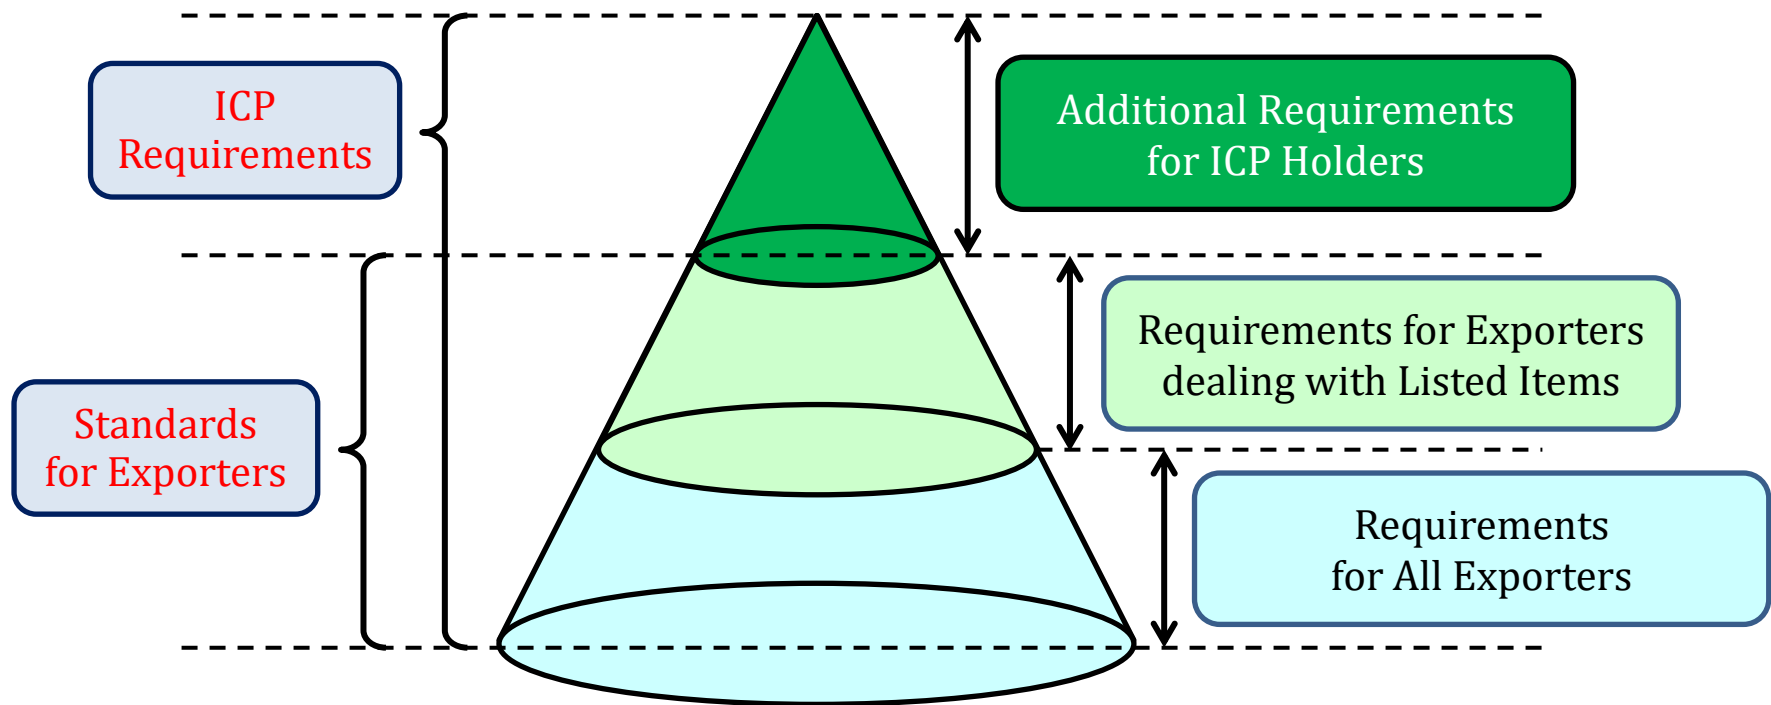 ICP
Requirements
Additional Requirements
for ICP Holders
Requirements for Exporters
dealing with Listed Items
Standards
for Exporters
Requirements
for All Exporters